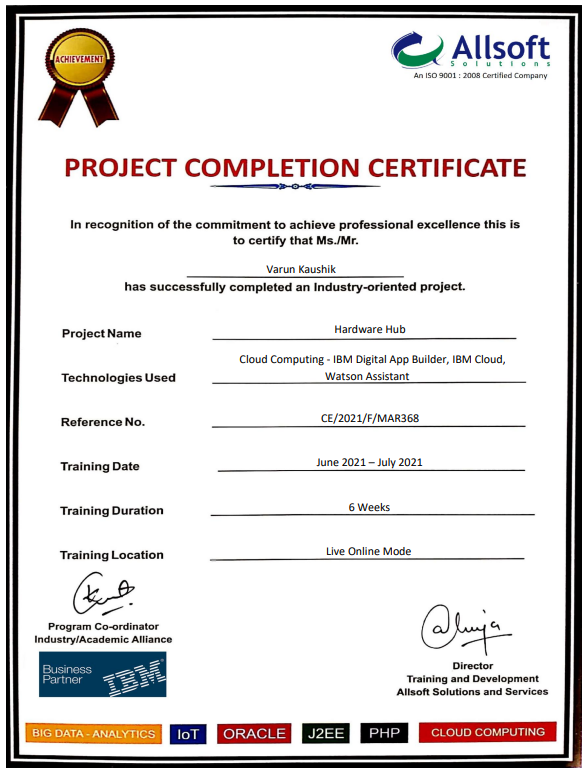 ACHIEVEMENT
Allsoft
Solutions
An ISO 9001 : 2008 Certified Company
PROJECT COMPLETION CERTIFICATE
In recognition of the commitment to achieve professional excellence this is
to certify that Ms./Mr.
Varun Kaushik
has successfully completed an Industry-oriented project.
Project Name Hardware Hub
Technologies Used Cloud Computing - IBM Digital App Builder, IBM Cloud,
Watson Assistant
Reference No. CE/2021/F/MAR368
Training Date June 2021 – July 2021
Training Duration 6 Weeks
Training Location Live Online Mode
Program Co-ordinator
Industry/Academic Alliance
Business
Partner
IBM
Director
Training and Development
Allsoft Solutions and Services
BIG DATA - ANALYTICS IoT ORACLE J2EE PHP CLOUD COMPUTING